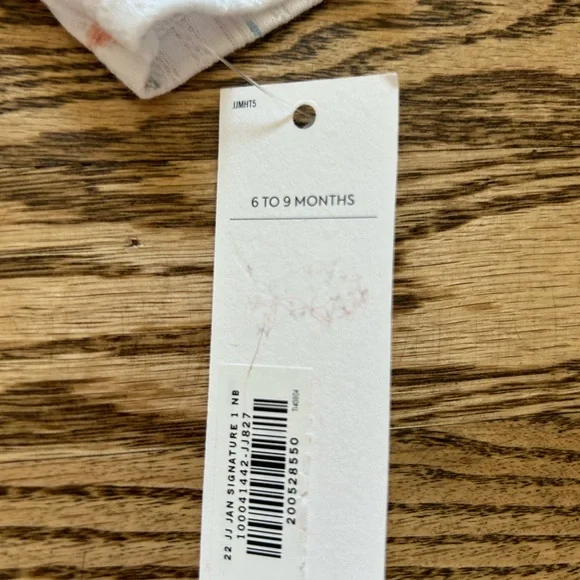 JJMHT5
6 TO 9 MONTHS
22 JJ JAN SIGNATURE 1 NB
100041442-JJ827
200528550